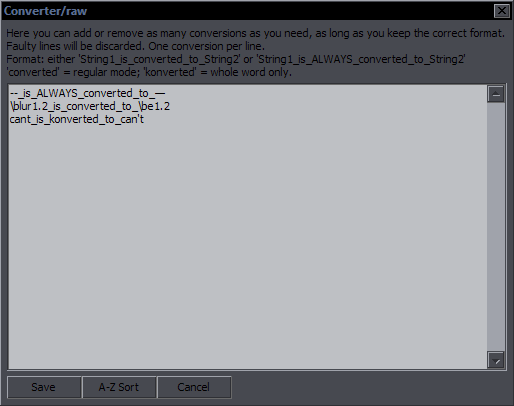 Converter/raw
Here you can add or remove as many conversions as you need, as long as you keep the correct format.
Faulty lines will be discarded. One conversion per line.
Format: either 'String1_is_converted_to_String2' or 'String1_is_ALWAYS_converted_to_String2'
'converted' = regular mode; 'konverted' = whole word only.
--_is_ALWAYS_converted_to_—
\blur1.2_is_converted_to_\be1.2
cant_is_konverted_to_can't
Save
A-Z Sort
Cancel